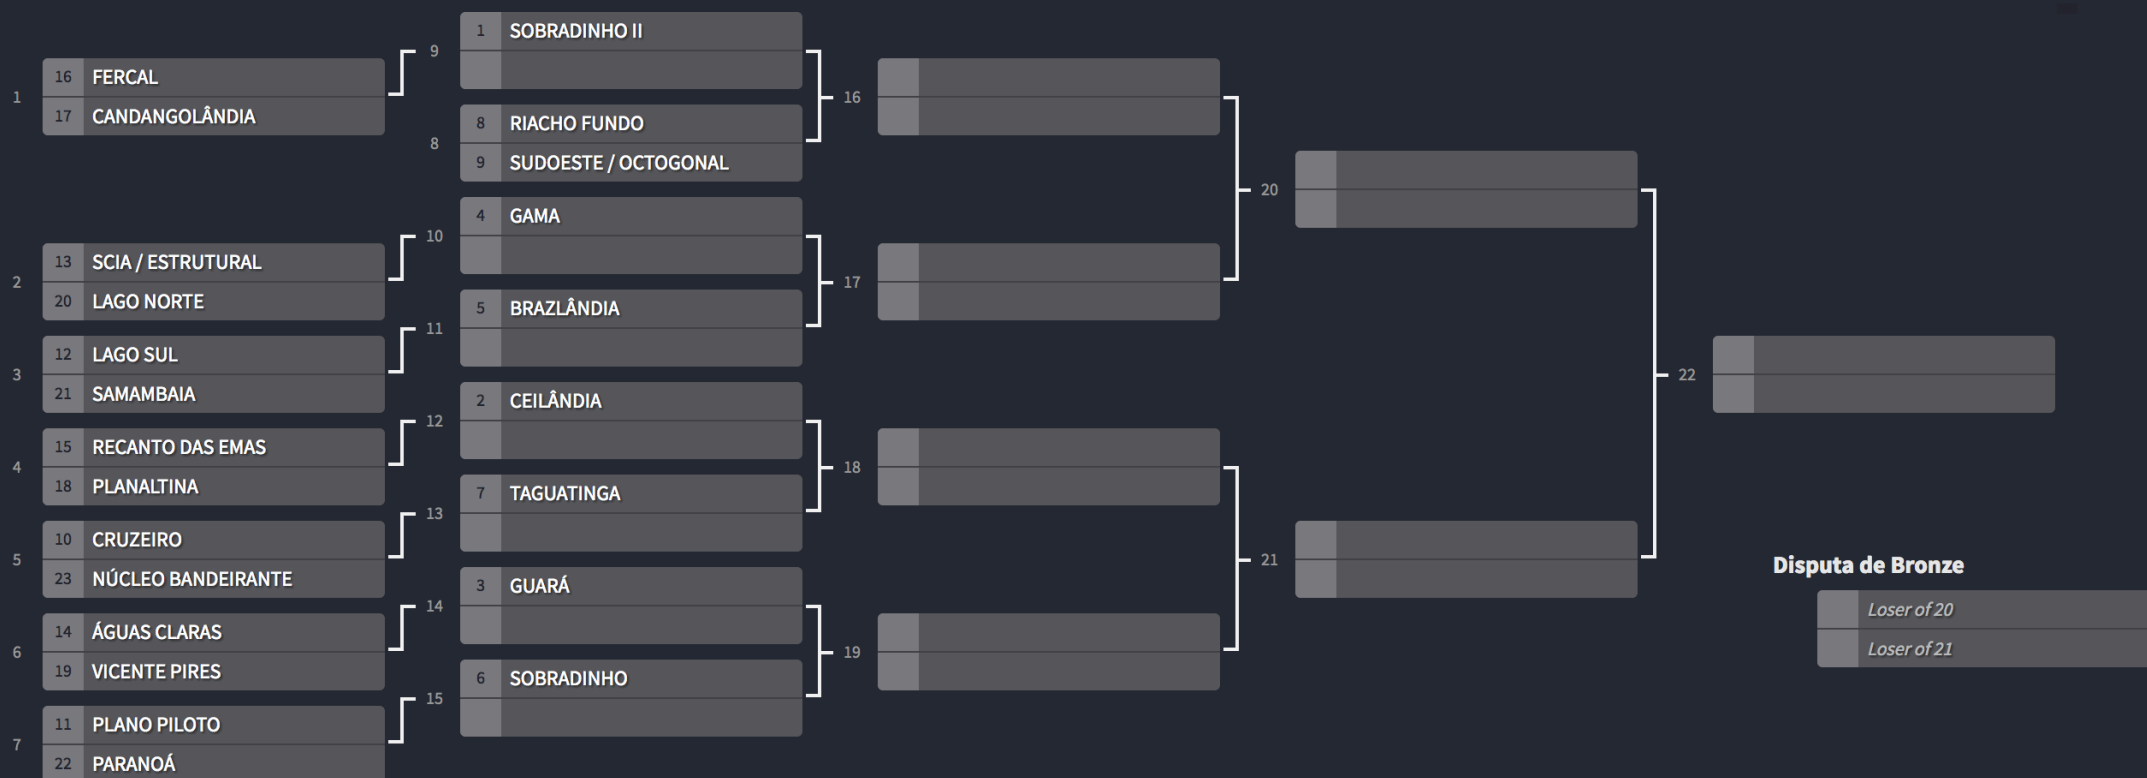 1
16 FERCAL
17 CANDANGOLÂNDIA
2
13 SCIA / ESTRUTURAL
20 LAGO NORTE
3
12 LAGO SUL
21 SAMAMBAIA
4
15 RECANTO DAS EMAS
18 PLANALTINA
5
10 CRUZEIRO
23 NÚCLEO BANDEIRANTE
6
14 ÁGUAS CLARAS
19 VICENTE PIRES
7
11 PLANO PILOTO
22 PARANOÁ
9
1 SOBRADINHO II
8
8 RIACHO FUNDO
9 SUDOESTE / OCTOGONAL
10
4 GAMA
11
5 BRAZLÂNDIA
12
2 CEILÂNDIA
13
7 TAGUATINGA
14
3 GUARÁ
15
6 SOBRADINHO
16
17
18
19
20
21
22
Disputa de Bronze
Loser of 20
Loser of 21